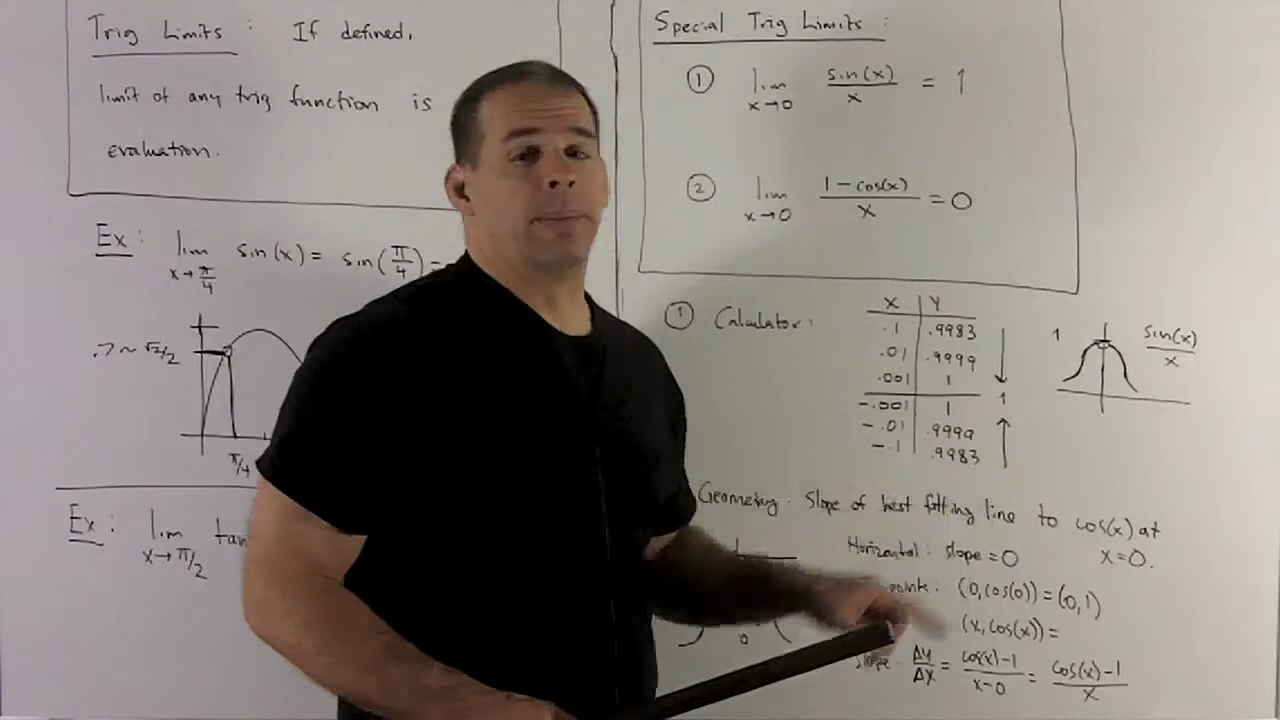 Trig Limits : If defined,
limit of any trig function is
evaluation.
Ex : lim x→π/4 sin(x) = sin(π/4) =
.7 ~ √2/2
π/4
Ex : lim x→π/2 tan
Special Trig Limits :
① lim x→0 sin(x)/x = 1
② lim x→0 1-cos(x)/x = 0
① Calculator:
X Y
.1 .9983
.01 .9999
.001 1
1
-.001 1
-.01 .9999
-.1 .9983
1 sin(x)/x
Geometry: Slope of best fitting line to cos(x) at
x=0.
Horizontal: slope = 0
points: (0, cos(0)) = (0,1)
(x, cos(x)) =
0
Slope: Δy/Δx = cos(x)-1/x-0 = cos(x)-1/x